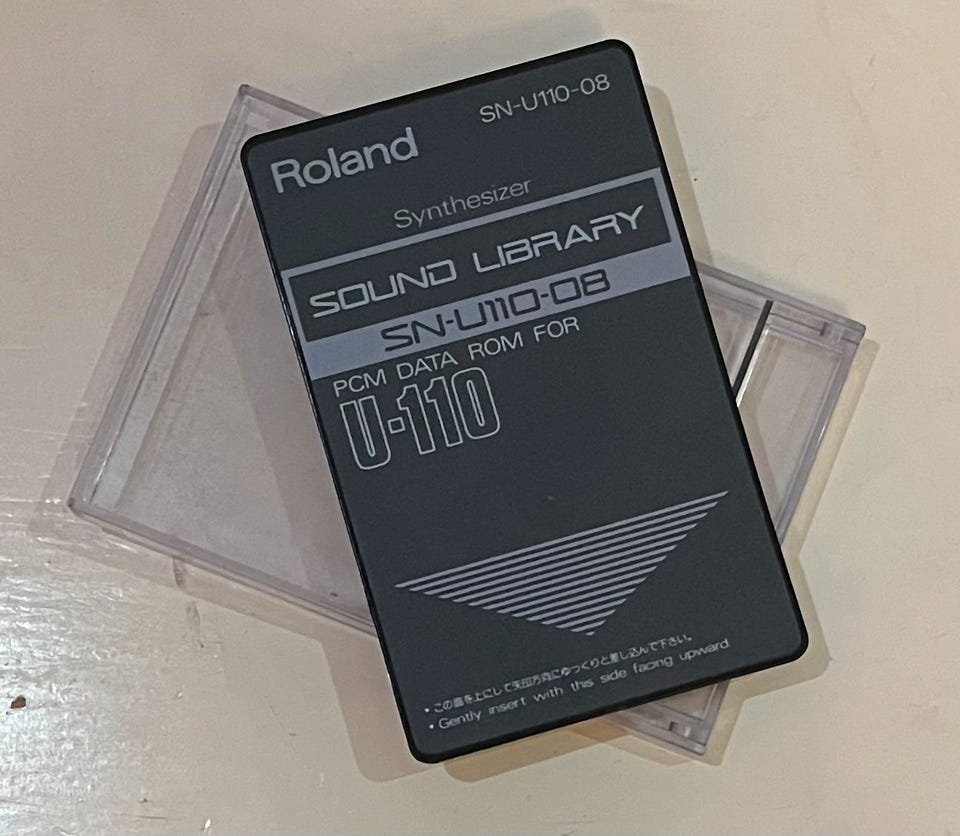 SN-U110-08
Roland
Synthesizer
SOUND LIBRARY
SN-U110-08
PCM DATA ROM FOR
U-110
• この面を上にして矢印方向にゆっくりと差し込んで下さい。
• Gently insert with this side facing upward